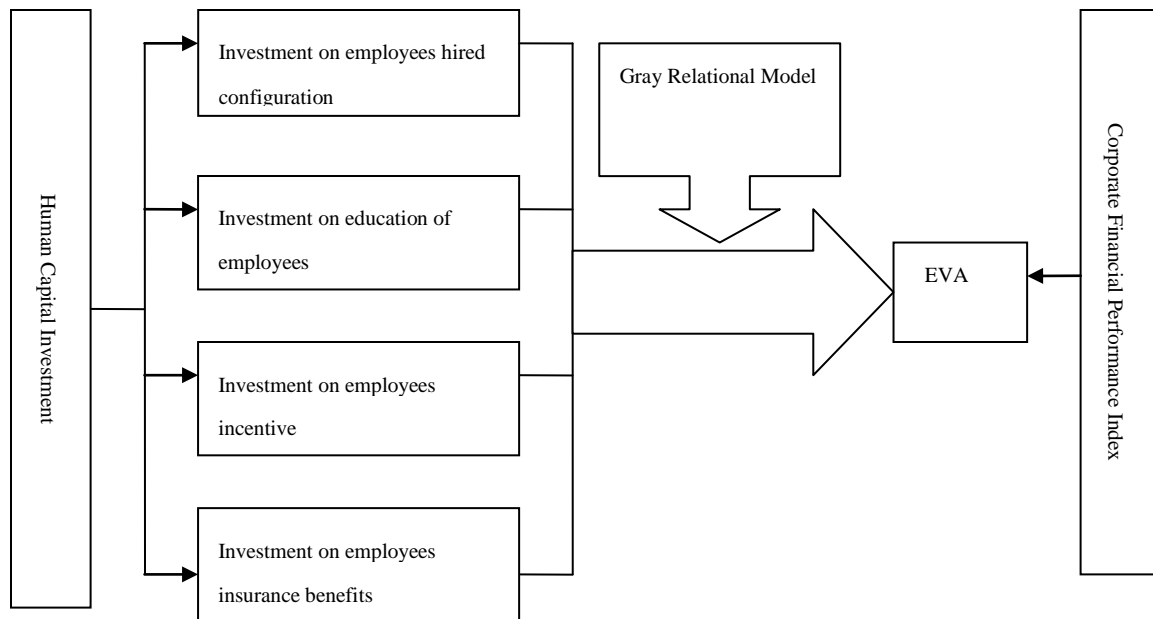 Human Capital Investment
Investment on employees hired
configuration
Investment on education of
employees
Investment on employees
incentive
Investment on employees
insurance benefits
Gray Relational Model
EVA
Corporate Financial Performance Index